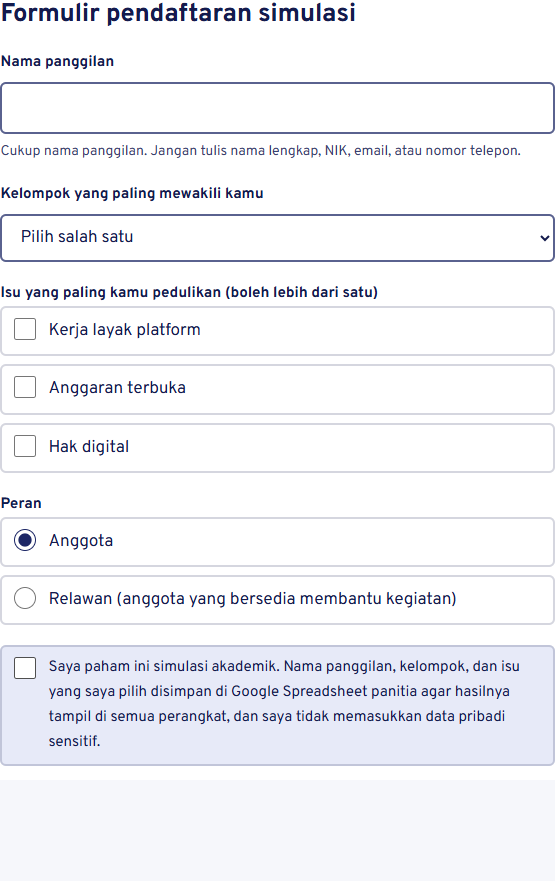 Formulir pendaftaran simulasi
Nama panggilan
Cukup nama panggilan. Jangan tulis nama lengkap, NIK, email, atau nomor telepon.
Kelompok yang paling mewakili kamu
Pilih salah satu
Isu yang paling kamu pedulikan (boleh lebih dari satu)
Kerja layak platform
Anggaran terbuka
Hak digital
Peran
Anggota
Relawan (anggota yang bersedia membantu kegiatan)
Saya paham ini simulasi akademik. Nama panggilan, kelompok, dan isu
yang saya pilih disimpan di Google Spreadsheet panitia agar hasilnya
tampil di semua perangkat, dan saya tidak memasukkan data pribadi
sensitif.